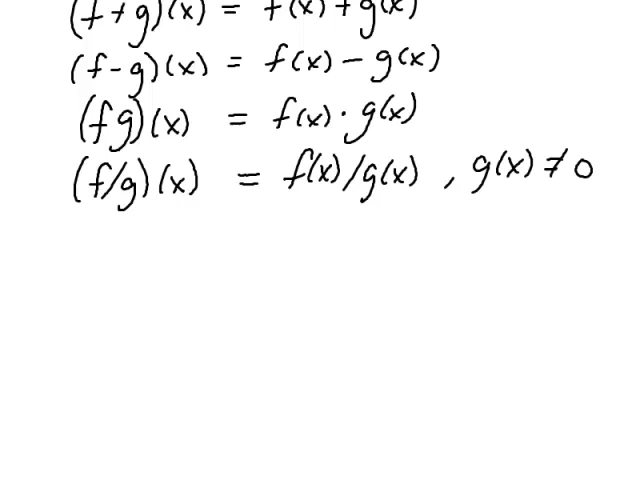 (f+g)(x) = f(x)+g(x)
(f-g)(x) = f(x) - g(x)
(fg)(x) = f(x) · g(x)
(f/g)(x) = f(x)/g(x) , g(x) ≠ 0